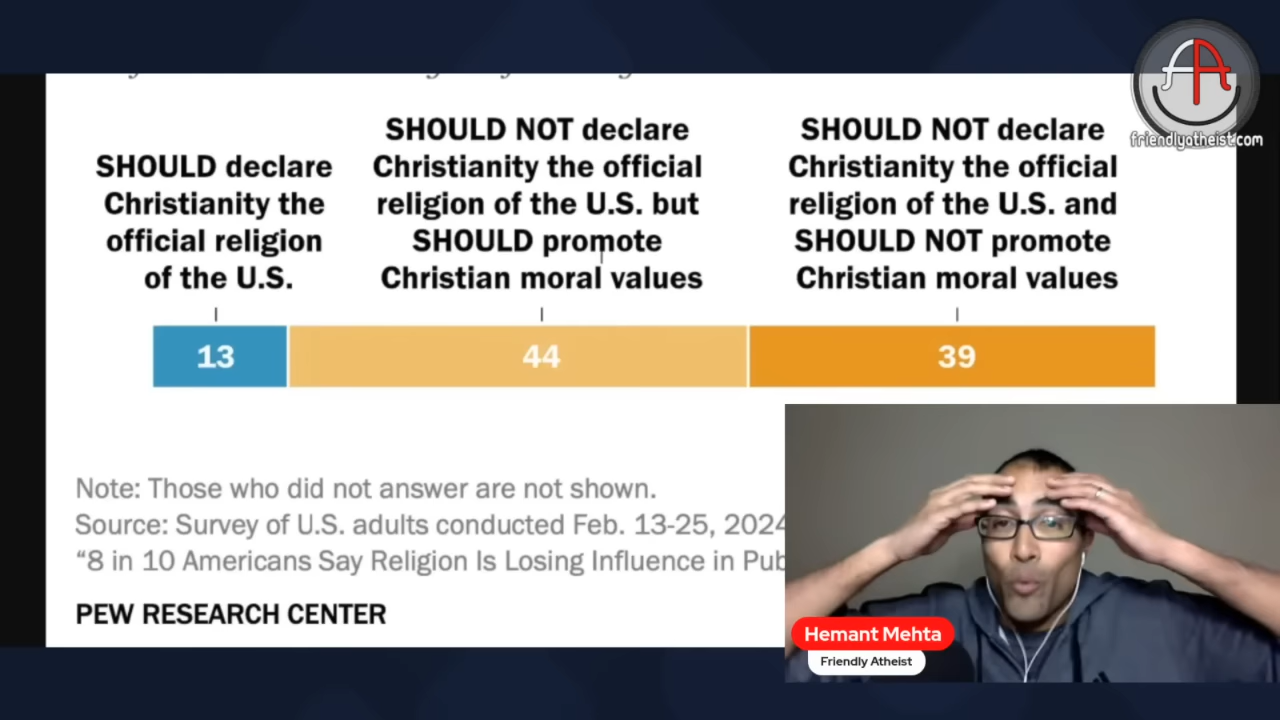 friendlyatheist.com
SHOULD declare
Christianity the
official religion
of the U.S.
SHOULD NOT declare
Christianity the official
religion of the U.S. but
SHOULD promote
Christian moral values
SHOULD NOT declare
Christianity the official
religion of the U.S. and
SHOULD NOT promote
Christian moral values
13
44
39
Note: Those who did not answer are not shown.
Source: Survey of U.S. adults conducted Feb. 13-25, 2024
“8 in 10 Americans Say Religion Is Losing Influence in
PEW RESEARCH CENTER
Hemant Mehta
Friendly Atheist